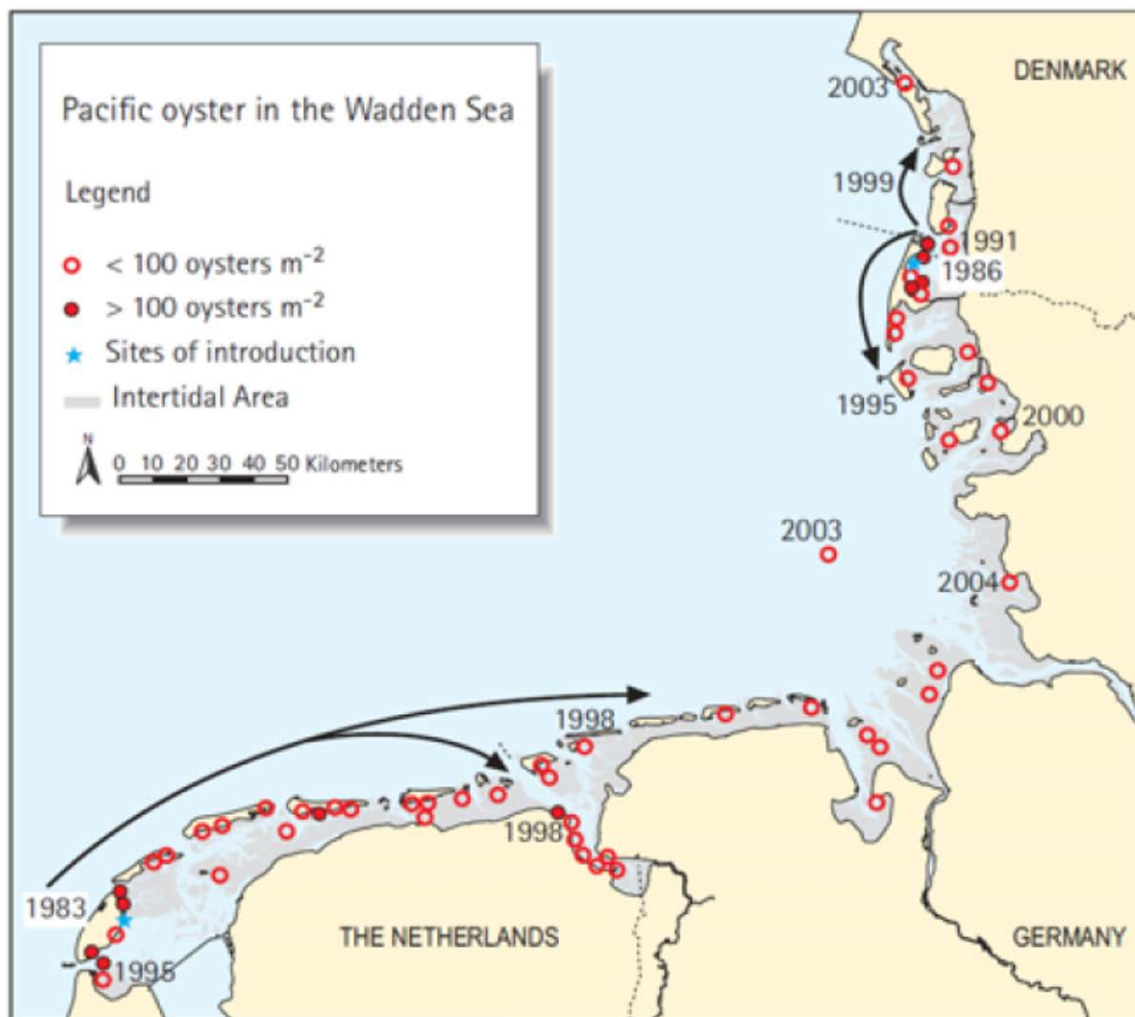 Pacific oyster in the Wadden Sea
Legend
< 100 oysters m⁻²
> 100 oysters m⁻²
Sites of introduction
Intertidal Area
N
0 10 20 30 40 50 Kilometers
DENMARK
2003
1999
1991
1986
1995
2000
2003
2004
1998
1998
1983
THE NETHERLANDS
GERMANY